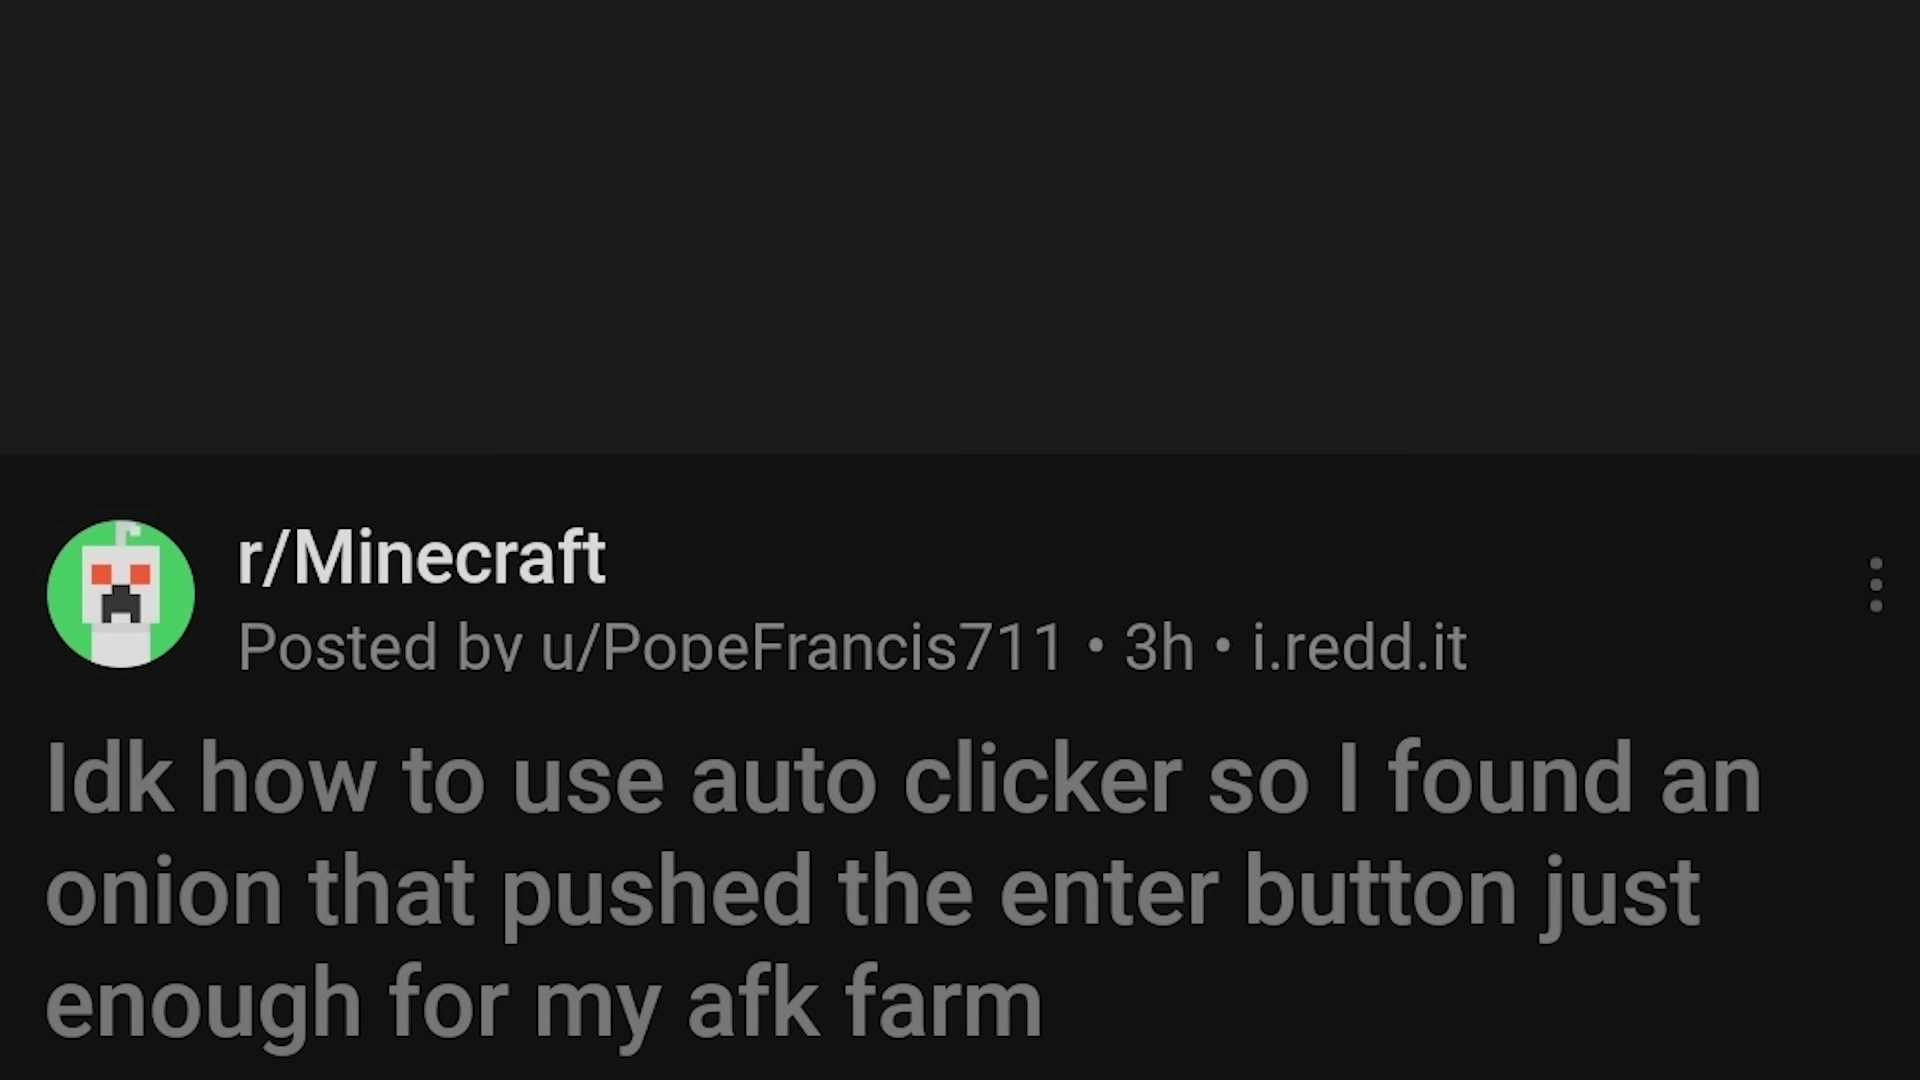 r/Minecraft
Posted by u/PopeFrancis711 • 3h • i.redd.it
Idk how to use auto clicker so I found an
onion that pushed the enter button just
enough for my afk farm